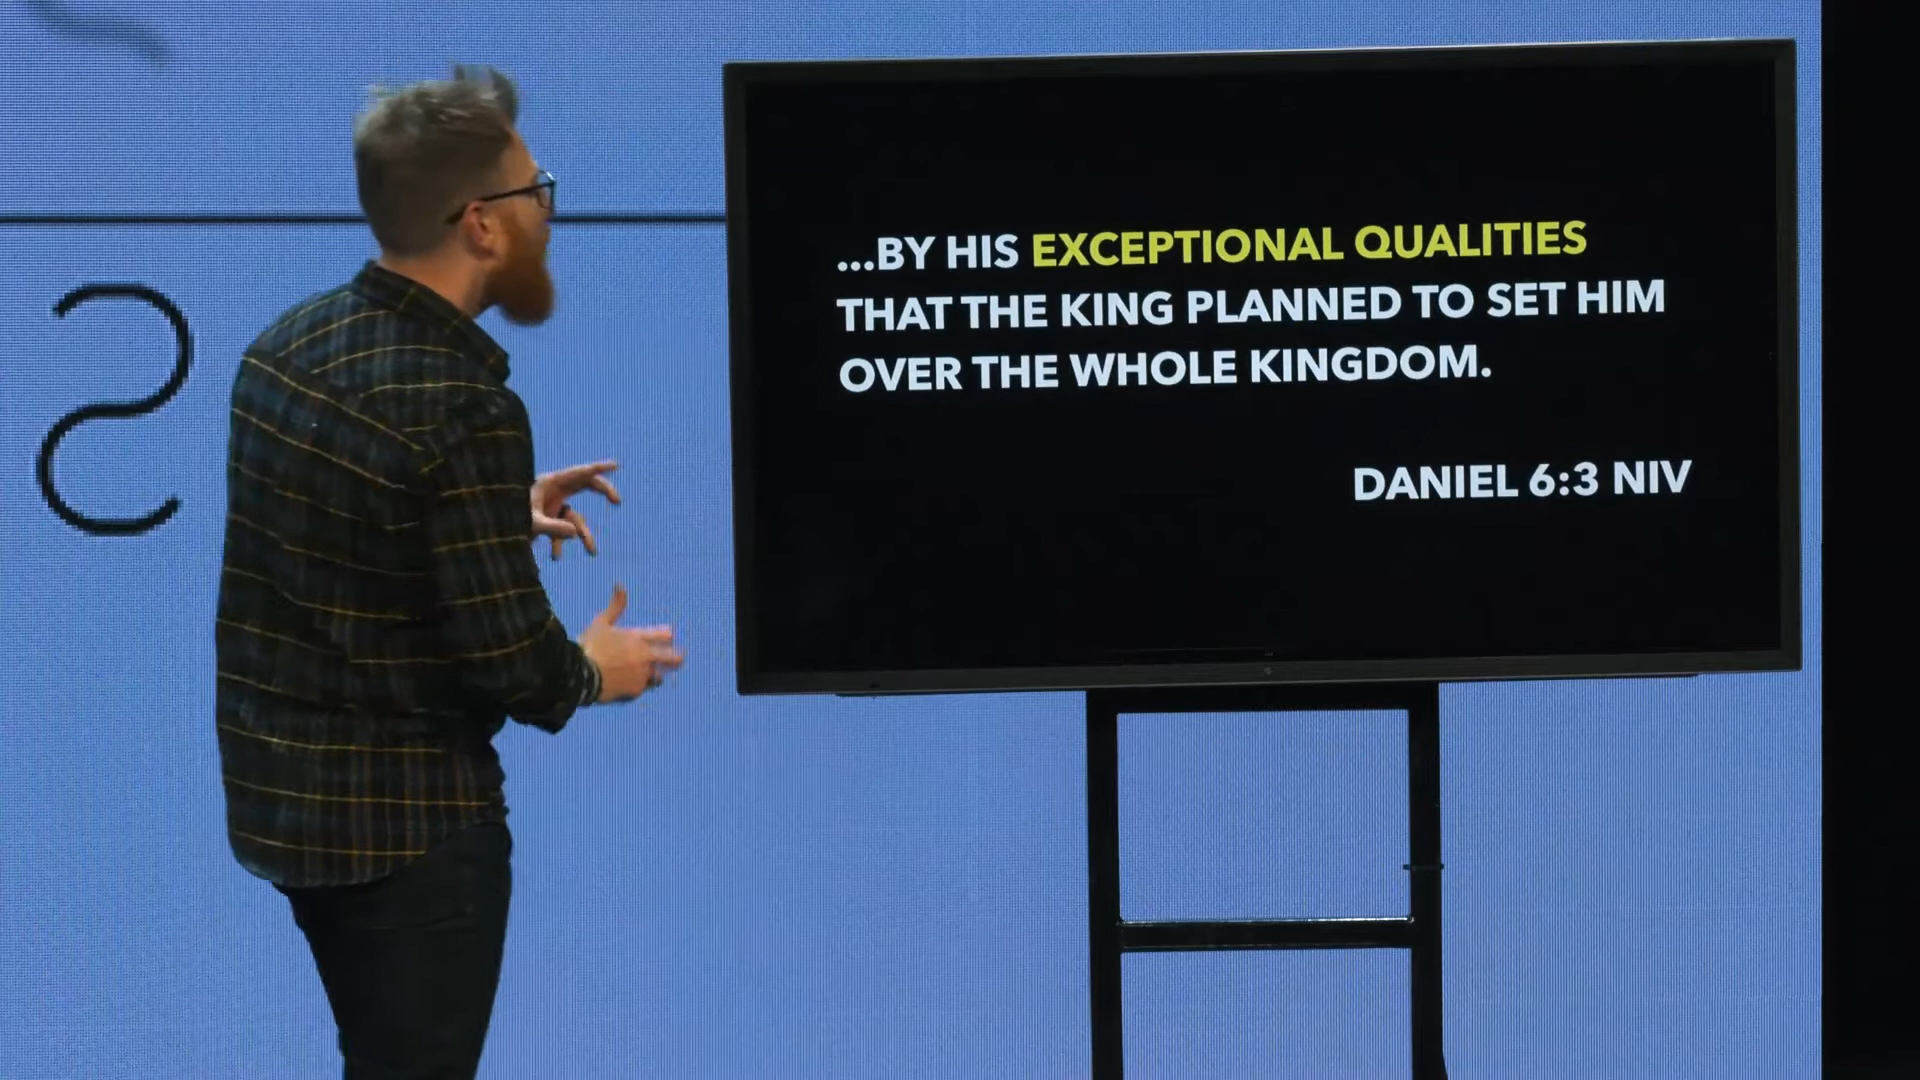 S
...BY HIS EXCEPTIONAL QUALITIES
THAT THE KING PLANNED TO SET HIM
OVER THE WHOLE KINGDOM.
DANIEL 6:3 NIV